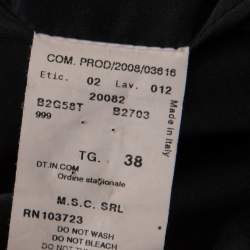 COM. PROD/2008/03616
Etic. 02 Lav. 012
20082
B2G58T B2703
999
Made in Italy
TG. 38
DT.IN.COM
Ordine stagionale
M.S.C. SRL
RN103723
DO NOT WASH
DO NOT BLEACH